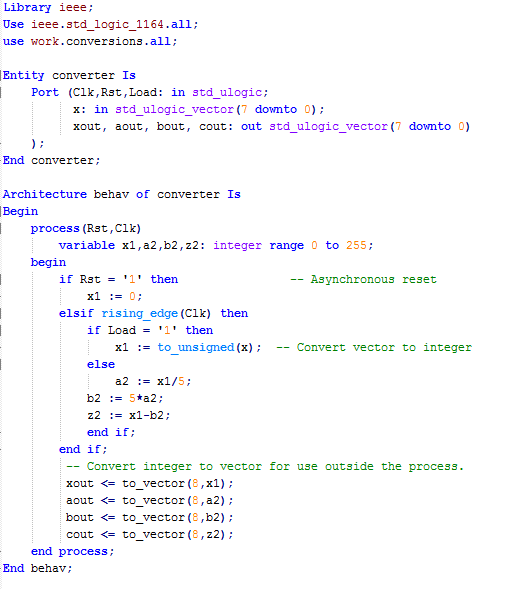 Library ieee;
Use ieee.std_logic_1164.all;
use work.conversions.all;

Entity converter Is
    Port (Clk,Rst,Load: in std_ulogic;
          x: in std_ulogic_vector(7 downto 0);
          xout, aout, bout, cout: out std_ulogic_vector(7 downto 0)
    );
End converter;

Architecture behav of converter Is
Begin
    process(Rst,Clk)
        variable x1,a2,b2,z2: integer range 0 to 255;
    begin
        if Rst = '1' then                -- Asynchronous reset
            x1 := 0;
        elsif rising_edge(Clk) then
            if Load = '1' then
                x1 := to_unsigned(x);  -- Convert vector to integer
            else
                a2 := x1/5;
            b2 := 5*a2;
            z2 := x1-b2;
            end if;
        end if;
         -- Convert integer to vector for use outside the process.
         xout <= to_vector(8,x1);
         aout <= to_vector(8,a2);
         bout <= to_vector(8,b2);
         cout <= to_vector(8,z2);
    end process;
End behav;